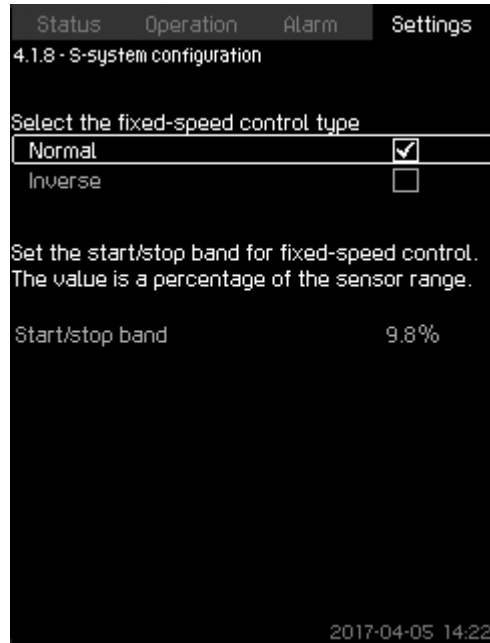 Status Operation Alarm Settings
4.1.8 - S-system configuration
Select the fixed-speed control type
Normal
Inverse
Set the start/stop band for fixed-speed control.
The value is a percentage of the sensor range.
Start/stop band 9.8%
2017-04-05 14:22